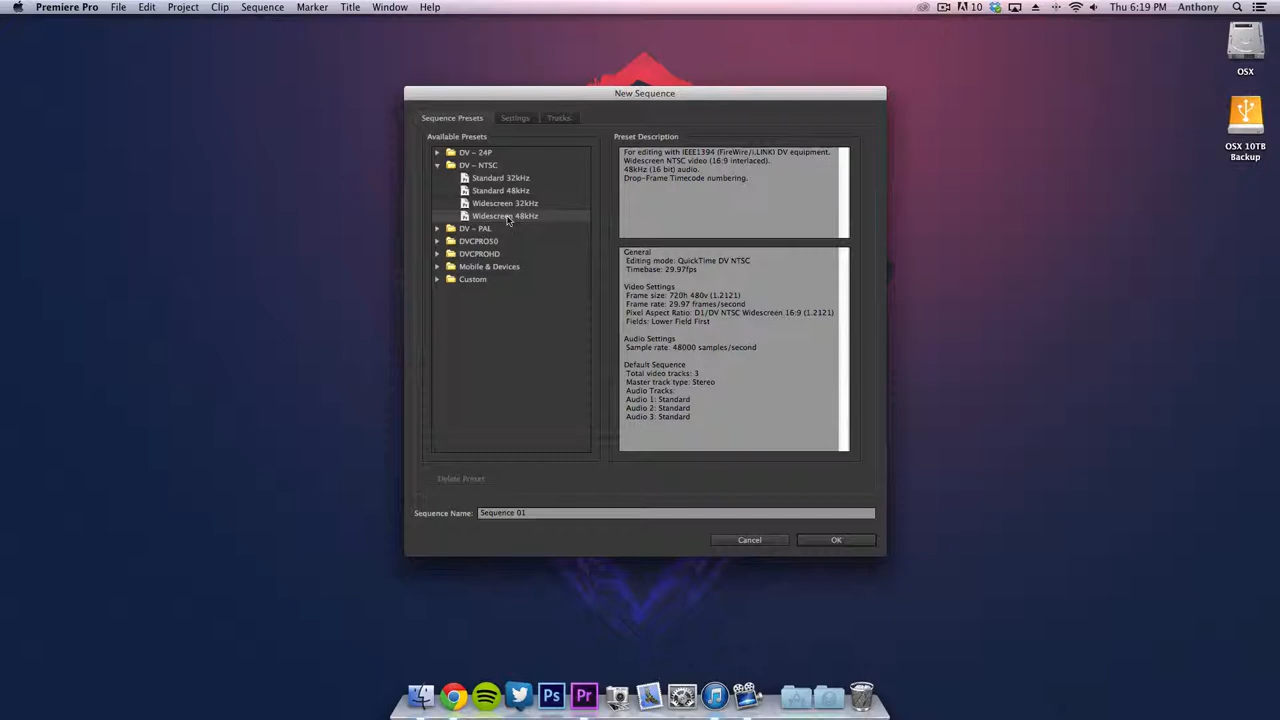 Premiere Pro File Edit Project Clip Sequence Marker Title Window Help 10 Thu 6:19 PM Anthony
OSX
OSX 10TB
Backup
New Sequence
Sequence Presets Settings Tracks
Available Presets
DV - 24P
DV - NTSC
Standard 32kHz
Standard 48kHz
Widescreen 32kHz
Widescreen 48kHz
DV - PAL
DVCPRO50
DVCPROHD
Mobile & Devices
Custom
Delete Preset
Preset Description
For editing with IEEE1394 (FireWire/i.LINK) DV equipment.
Widescreen NTSC video (16:9 interlaced).
48kHz (16 bit) audio.
Drop-Frame Timecode numbering.
General
Editing mode: QuickTime DV NTSC
Timebase: 29.97fps
Video Settings
Frame size: 720h 480v (1.2121)
Frame rate: 29.97 frames/second
Pixel Aspect Ratio: D1/DV NTSC Widescreen 16:9 (1.2121)
Fields: Lower Field First
Audio Settings
Sample rate: 48000 samples/second
Default Sequence
Total video tracks: 3
Master track type: Stereo
Audio Tracks:
Audio 1: Standard
Audio 2: Standard
Audio 3: Standard
Sequence Name: Sequence 01
Cancel OK
Ps Pr